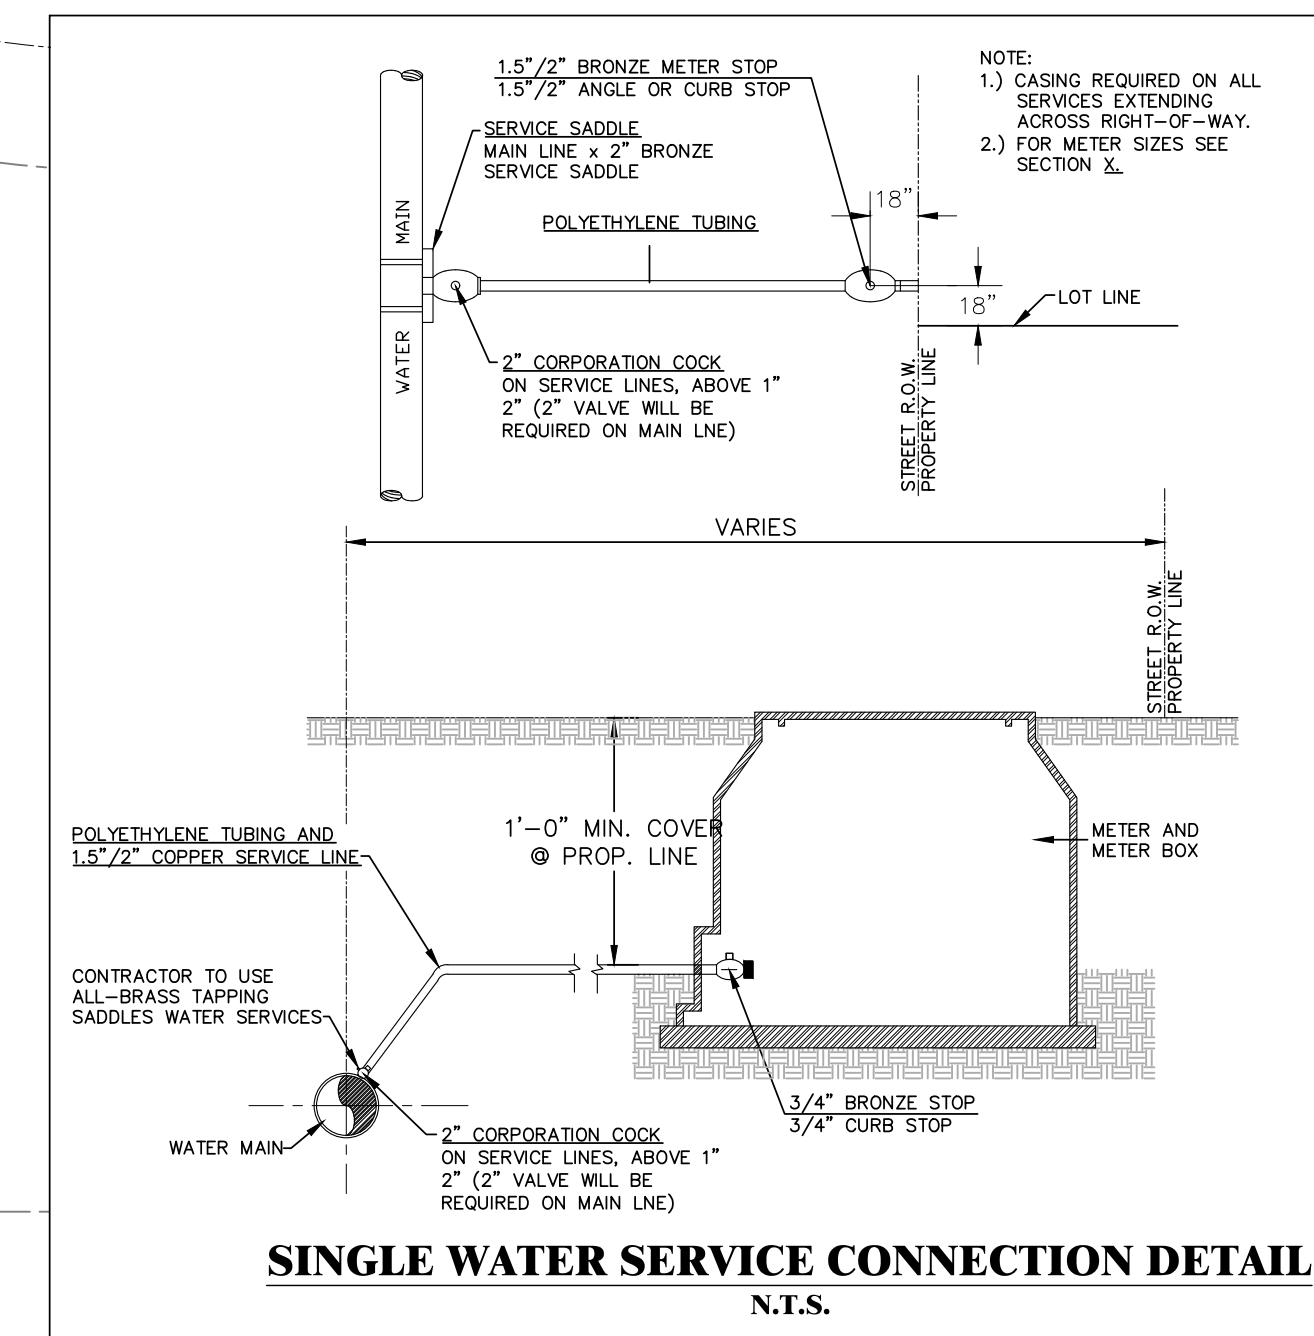 1.5"/2" BRONZE METER STOP
1.5"/2" ANGLE OR CURB STOP
NOTE:
1.) CASING REQUIRED ON ALL
SERVICES EXTENDING
ACROSS RIGHT-OF-WAY.
2.) FOR METER SIZES SEE
SECTION X.
SERVICE SADDLE
MAIN LINE x 2" BRONZE
SERVICE SADDLE
POLYETHYLENE TUBING
18"
WATER MAIN
18"
LOT LINE
2" CORPORATION COCK
ON SERVICE LINES, ABOVE 1"
2" (2" VALVE WILL BE
REQUIRED ON MAIN LNE)
STREET R.O.W.
PROPERTY LINE
VARIES
STREET R.O.W.
PROPERTY LINE
POLYETHYLENE TUBING AND
1.5"/2" COPPER SERVICE LINE
1'-0" MIN. COVER
@ PROP. LINE
METER AND
METER BOX
CONTRACTOR TO USE
ALL-BRASS TAPPING
SADDLES WATER SERVICES
3/4" BRONZE STOP
3/4" CURB STOP
WATER MAIN
2" CORPORATION COCK
ON SERVICE LINES, ABOVE 1"
2" (2" VALVE WILL BE
REQUIRED ON MAIN LNE)
SINGLE WATER SERVICE CONNECTION DETAIL
N.T.S.